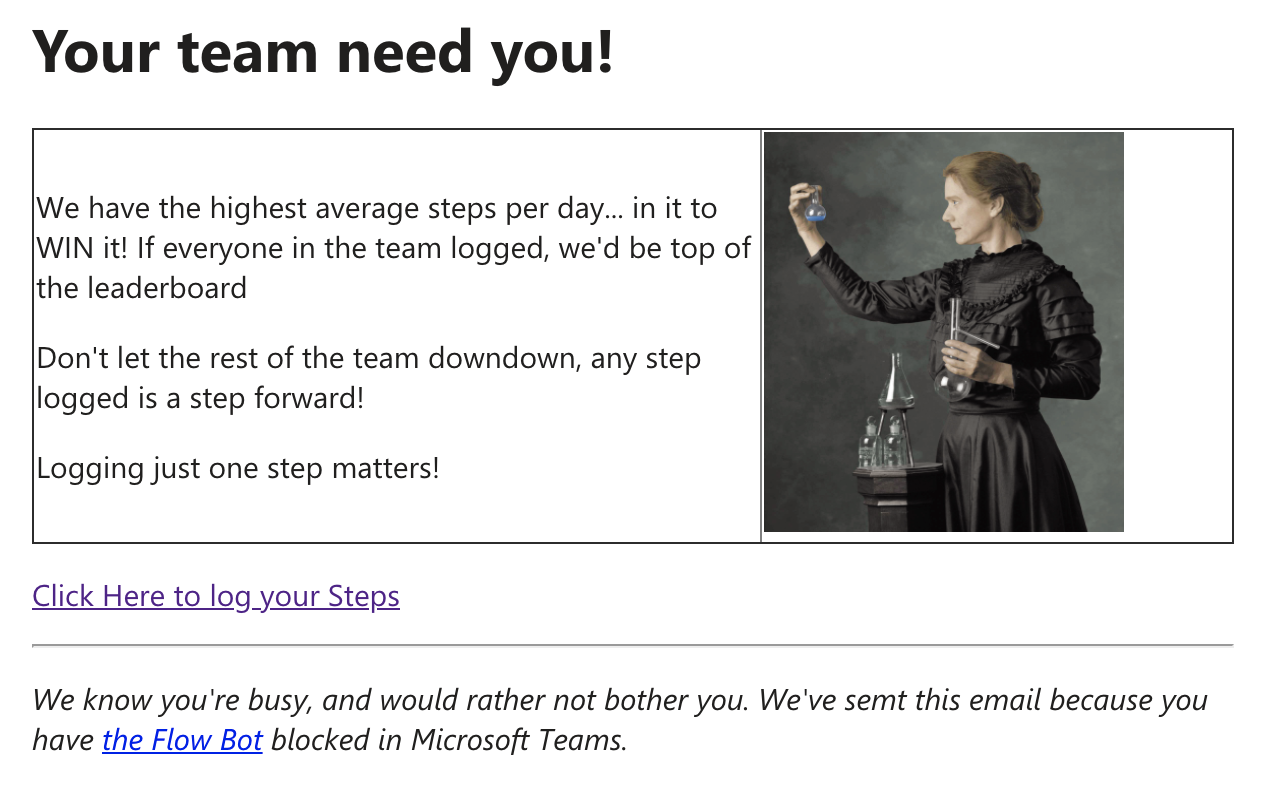 Your team need you!
We have the highest average steps per day... in it to
WIN it! If everyone in the team logged, we'd be top of
the leaderboard
Don't let the rest of the team downdown, any step
logged is a step forward!
Logging just one step matters!
Click Here to log your Steps
We know you're busy, and would rather not bother you. We've semt this email because you
have the Flow Bot blocked in Microsoft Teams.